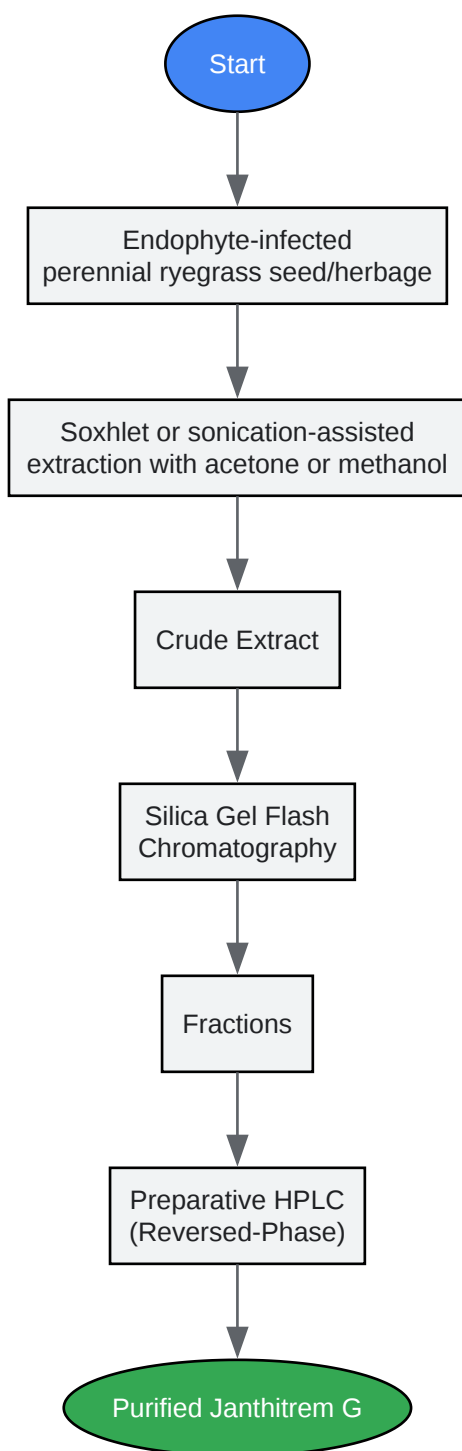 Start
Endophyte-infected
perennial ryegrass seed/herbage
Soxhlet or sonication-assisted
extraction with acetone or methanol
Crude Extract
Silica Gel Flash
Chromatography
Fractions
Preparative HPLC
(Reversed-Phase)
Purified Janthitrem G